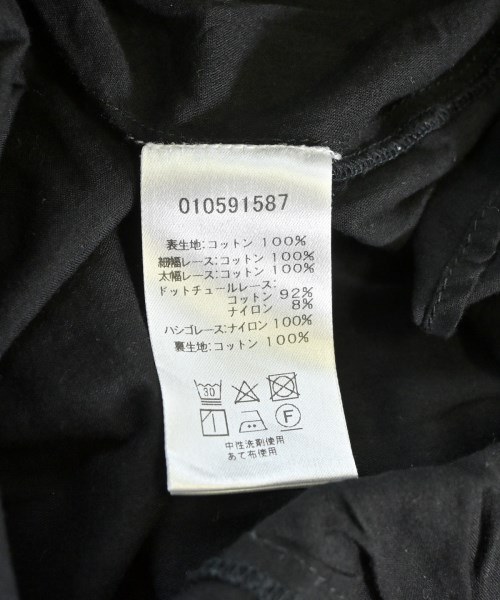 010591587
表生地:コットン 100%
細幅レース:コットン 100%
太幅レース:コットン 100%
ドットチュールレース:
コットン 92%
ナイロン 8%
ハシゴレース:ナイロン 100%
裏生地:コットン 100%
30
F
中性洗剤使用
あて布使用